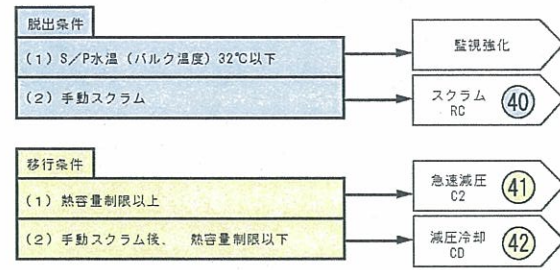 脱出条件
(1) S/P水温 (バルク温度) 32℃以下
監視強化
(2) 手動スクラム
スクラム
RC
40
移行条件
(1) 熱容量制限以上
急速減圧
C2
41
(2) 手動スクラム後、 熱容量制限以下
減圧冷却
CD
42